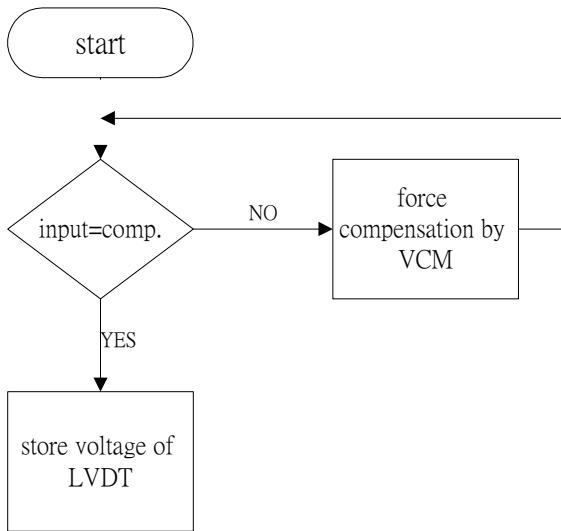 start
input=comp.
NO
force
compensation by
VCM
YES
store voltage of
LVDT